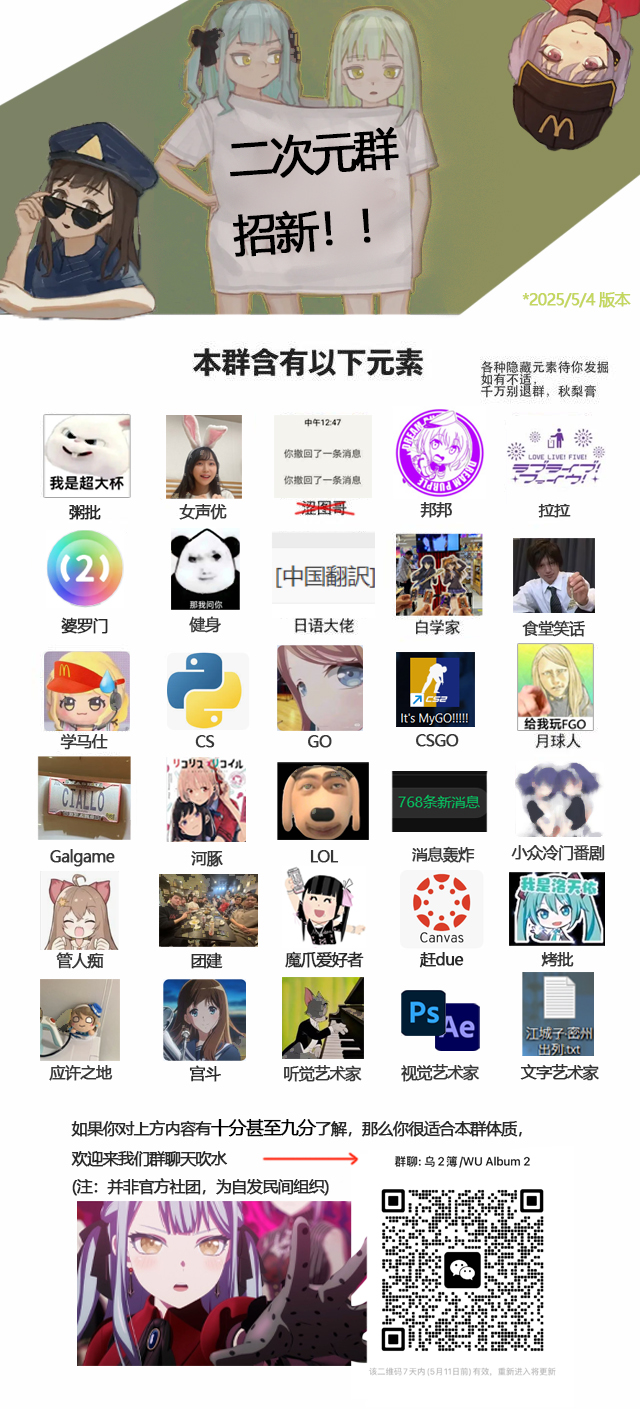 二次元群
招新！！
*2025/5/4 版本
本群含有以下元素
各种隐藏元素待你发掘
如有不适，
千万别退群，秋梨膏
我是超大杯
中午12:47
你撤回了一条消息
你撤回了一条消息
LOVE LIVE! FIVE!
ラブライブ!
ファイヴ!
粥批
女声优
涩图哥
邦邦
拉拉
(2)
那我问你
[中国翻訳]
婆罗门
健身
日语大佬
白学家
食堂笑话
CS2
It's MyGO!!!!!
给我玩FGO
学马仕
CS
GO
CSGO
月球人
CIALLO
リコリス リコイル
768条新消息
Galgame
河豚
LOL
消息轰炸
小众冷门番剧
Canvas
我是洛天依
管人痴
团建
魔爪爱好者
赶due
烤批
Ps
Ae
江城子·密州
出列.txt
应许之地
宫斗
听觉艺术家
视觉艺术家
文字艺术家
如果你对上方内容有十分甚至九分了解，那么你很适合本群体质，
欢迎来我们群聊天吹水
(注：并非官方社团，为自发民间组织)
群聊: 乌2簿/WU Album 2
该二维码7天内(5月11日前)有效，重新进入将更新